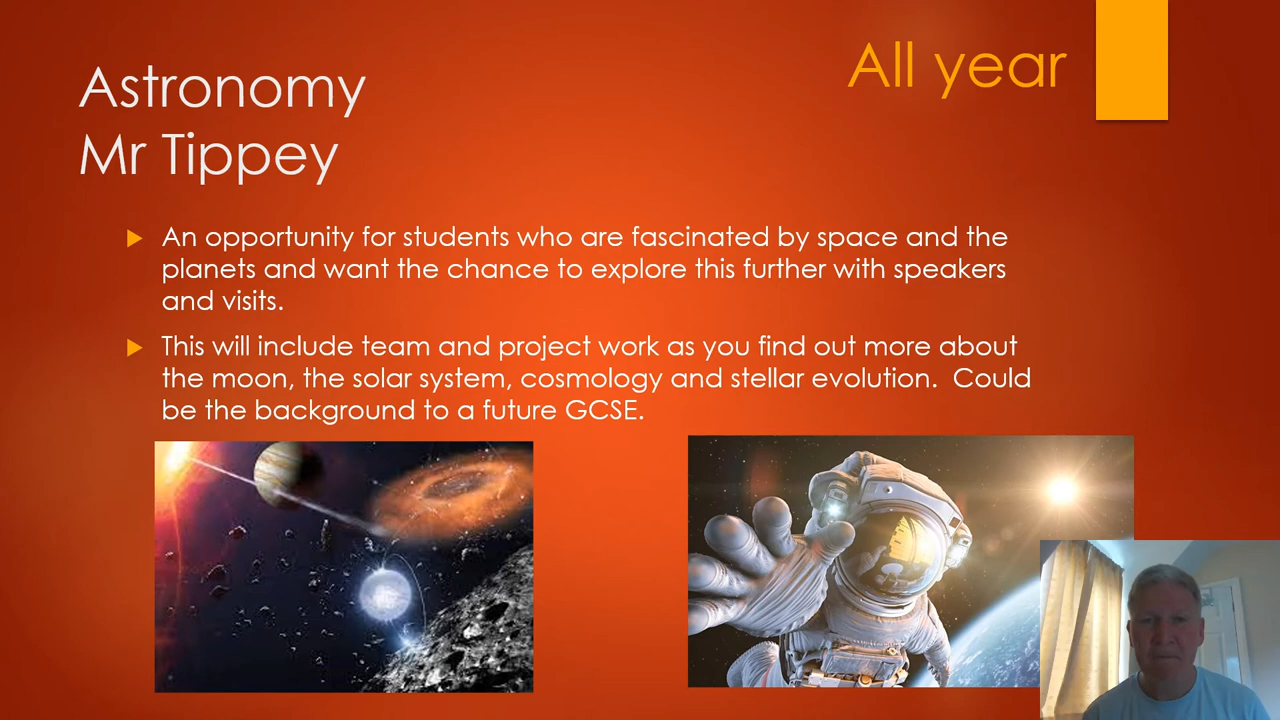 Astronomy
Mr Tippey
All year
An opportunity for students who are fascinated by space and the
planets and want the chance to explore this further with speakers
and visits.
This will include team and project work as you find out more about
the moon, the solar system, cosmology and stellar evolution.  Could
be the background to a future GCSE.